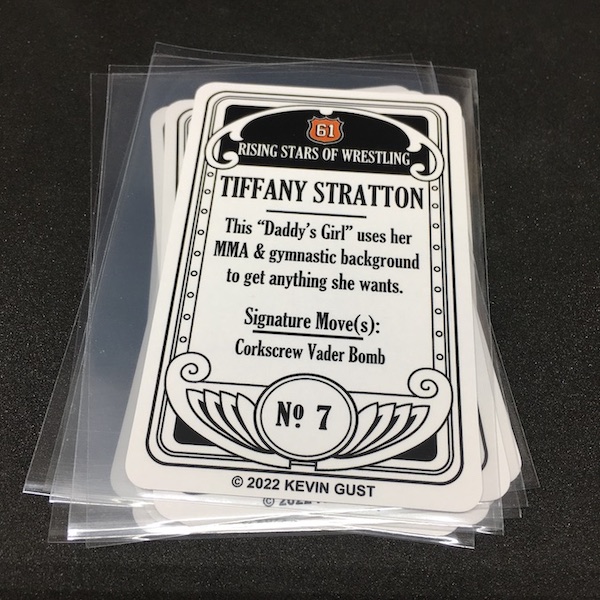 61
RISING STARS OF WRESTLING
TIFFANY STRATTON
This “Daddy’s Girl” uses her
MMA & gymnastic background
to get anything she wants.
Signature Move(s):
Corkscrew Vader Bomb
Nº 7
© 2022 KEVIN GUST
© 2022